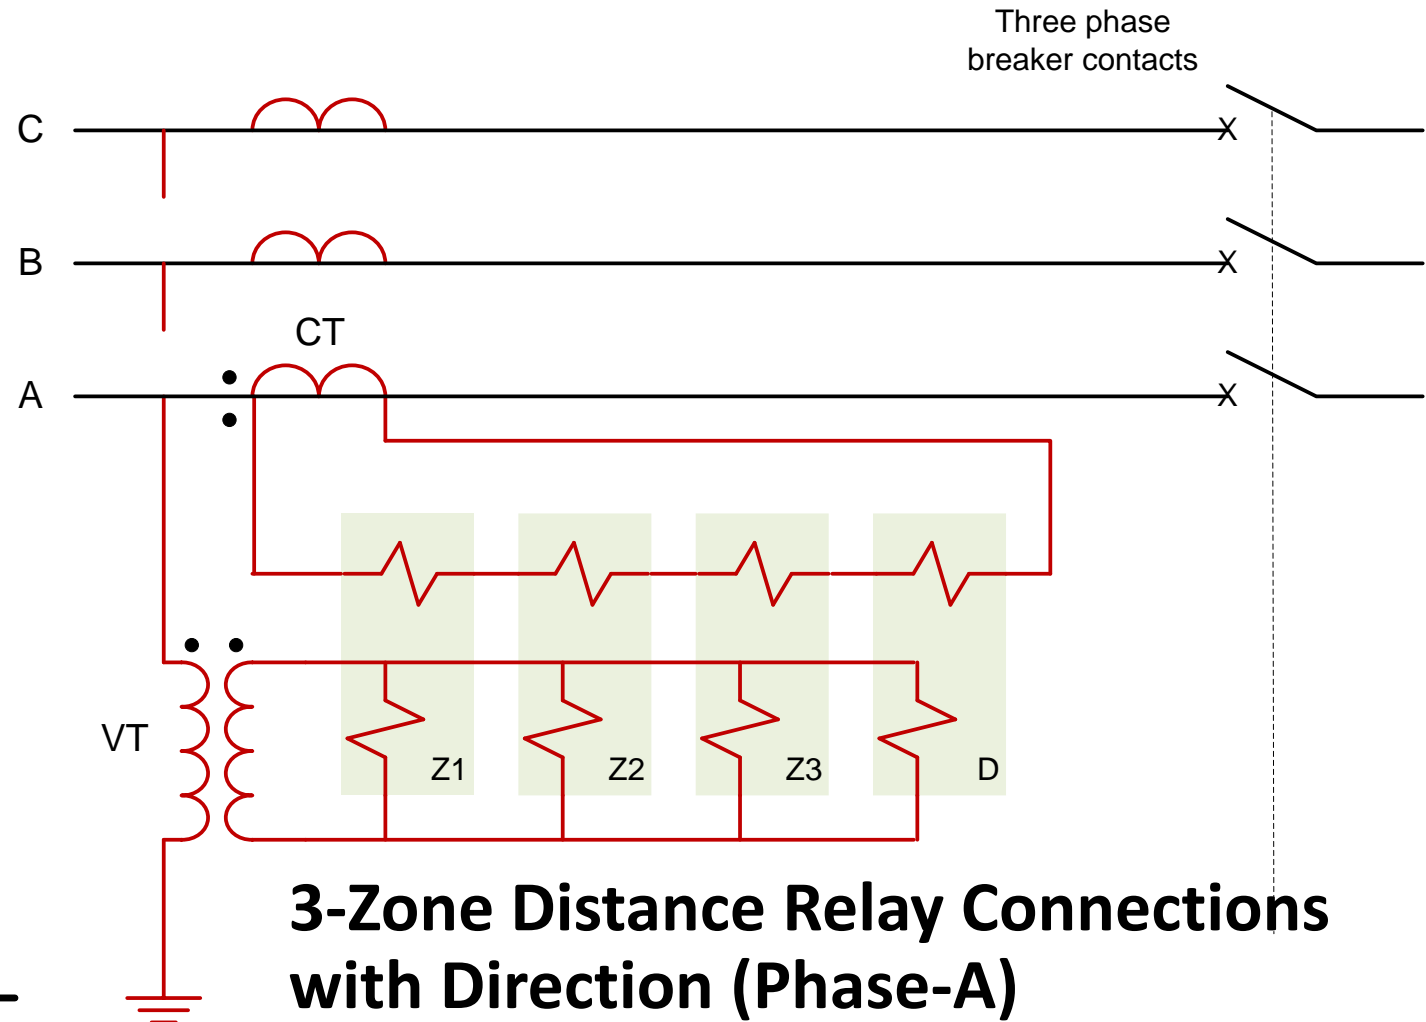 Three phase
breaker contacts
C
X
B
X
CT
A
X
VT
Z1
Z2
Z3
D
3-Zone Distance Relay Connections
with Direction (Phase-A)